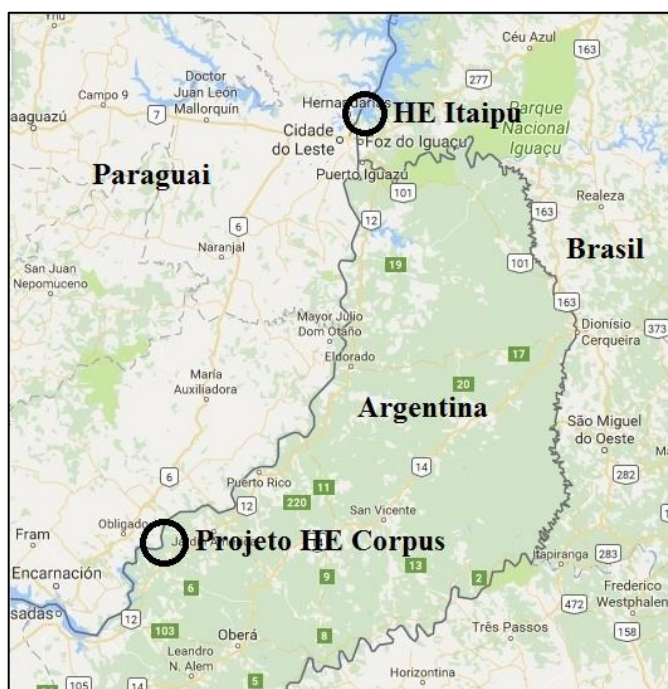 Ynu
Céu Azul
163
277
Doctor
Juan León
Mallorquín
Campo 9
aaguazú
7
Hernandarias
HE Itaipu
Parque
Nacional
Iguaçu
Cidade
do Leste
Foz do Iguaçu
Paraguai
Puerto Iguazú
101
163
Realeza
12
6
Naranjal
Brasil
19
101
San Juan
Nepomuceno
163
Mayor Julio
Dom Otaño
Dionísio
Cerqueira
373
17
Eldorado
María
Auxiliadora
20
Argentina
São Miguel
do Oeste
14
6
Puerto Rico
282
11
12
220
San Vicente
Obligado
Fram
Projeto HE Corpus
Itapiranga
283
Encarnación
13
2
6
9
sadas
472
Frederico
Westphalen
12
103
8
Oberá
Três Passos
158
Leandro
N. Alem
Horizontina
105
14
5